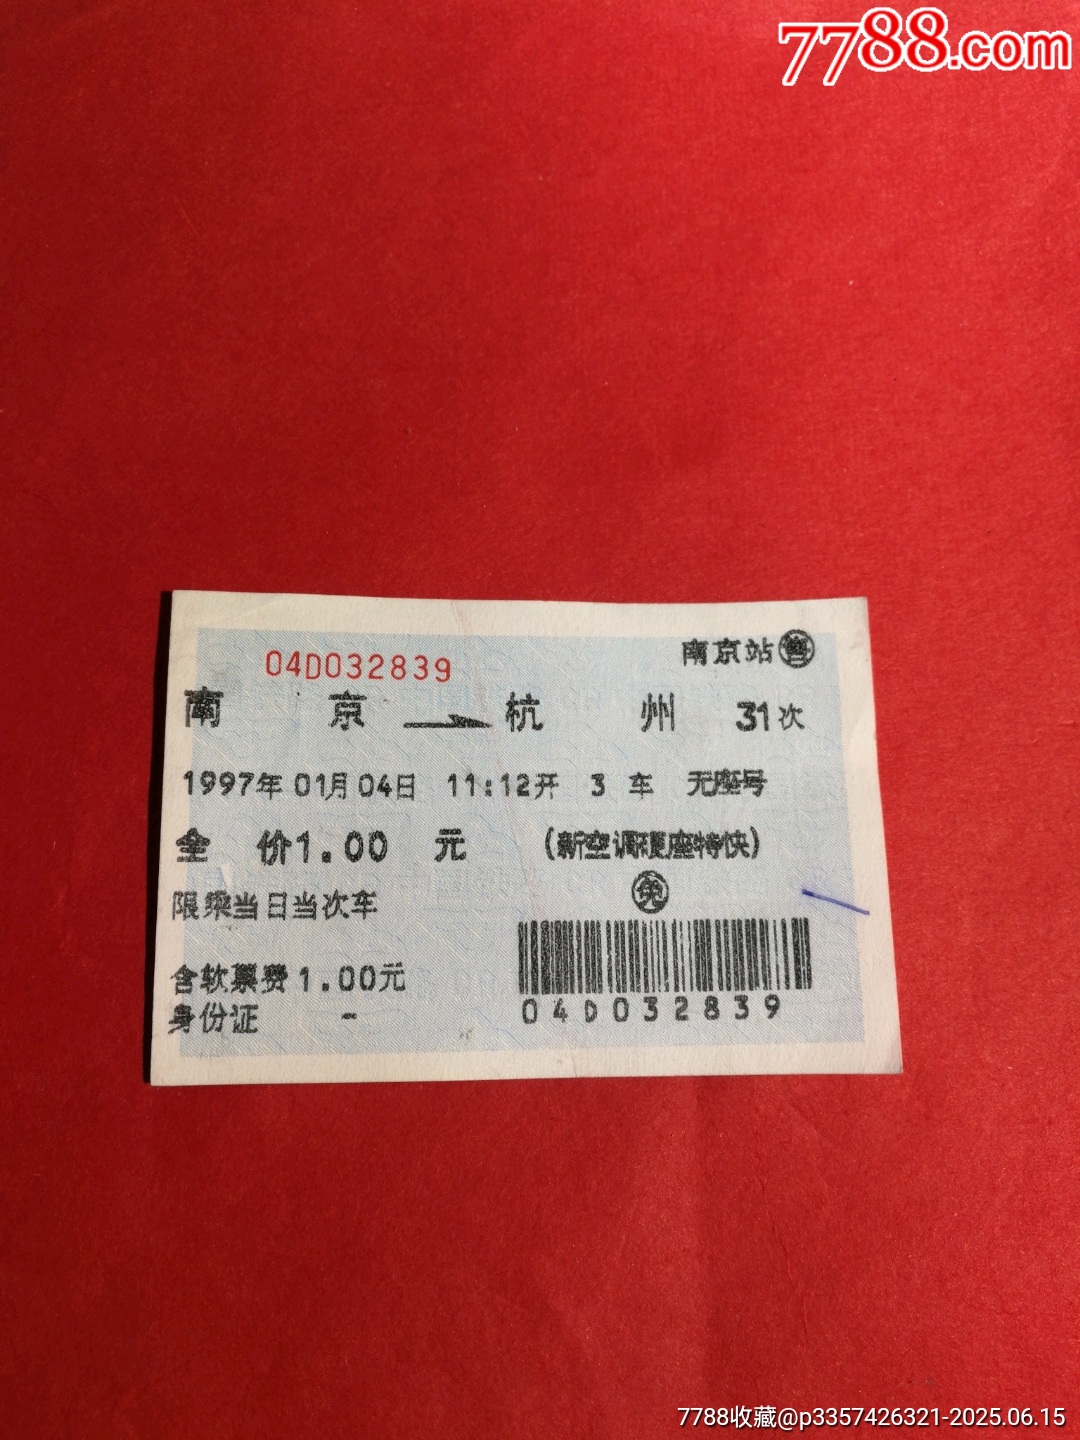 7788.com
04D032839
南京站售
南京 杭州 31次
1997年01月04日 11:12开 3车 无座号
全 价1.00 元 (新空调硬座特快)
免
限乘当日当次车
含软票费1.00元
身份证 -
04D032839
7788收藏@p3357426321-2025.06.15